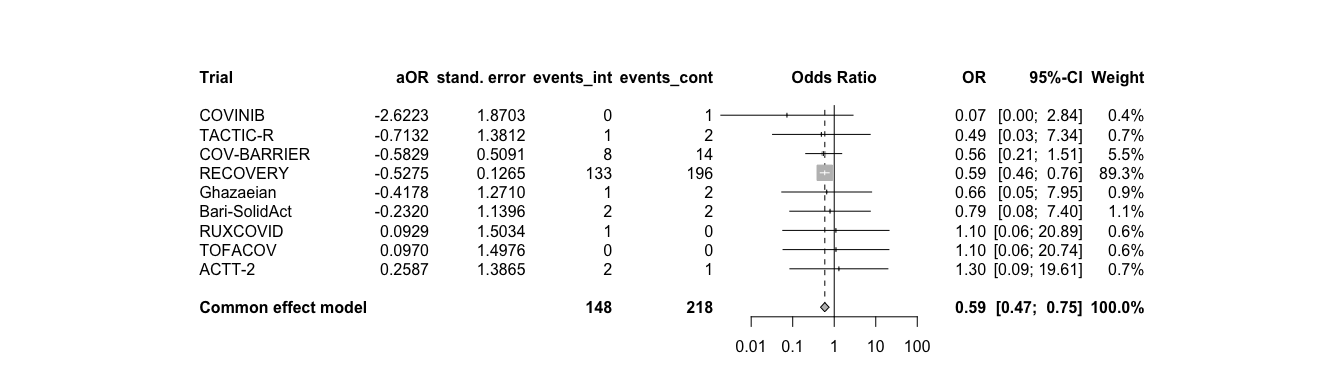 Trial aOR stand. error events_int events_cont Odds Ratio OR 95%-CI Weight
COVINIB -2.6223 1.8703 0 1 0.07 [0.00; 2.84] 0.4%
TACTIC-R -0.7132 1.3812 1 2 0.49 [0.03; 7.34] 0.7%
COV-BARRIER -0.5829 0.5091 8 14 0.56 [0.21; 1.51] 5.5%
RECOVERY -0.5275 0.1265 133 196 0.59 [0.46; 0.76] 89.3%
Ghazaeian -0.4178 1.2710 1 2 0.66 [0.05; 7.95] 0.9%
Bari-SolidAct -0.2320 1.1396 2 2 0.79 [0.08; 7.40] 1.1%
RUXCOVID 0.0929 1.5034 1 0 1.10 [0.06; 20.89] 0.6%
TOFACOV 0.0970 1.4976 0 0 1.10 [0.06; 20.74] 0.6%
ACTT-2 0.2587 1.3865 2 1 1.30 [0.09; 19.61] 0.7%
Common effect model 148 218 0.59 [0.47; 0.75] 100.0%
0.01 0.1 1 10 100